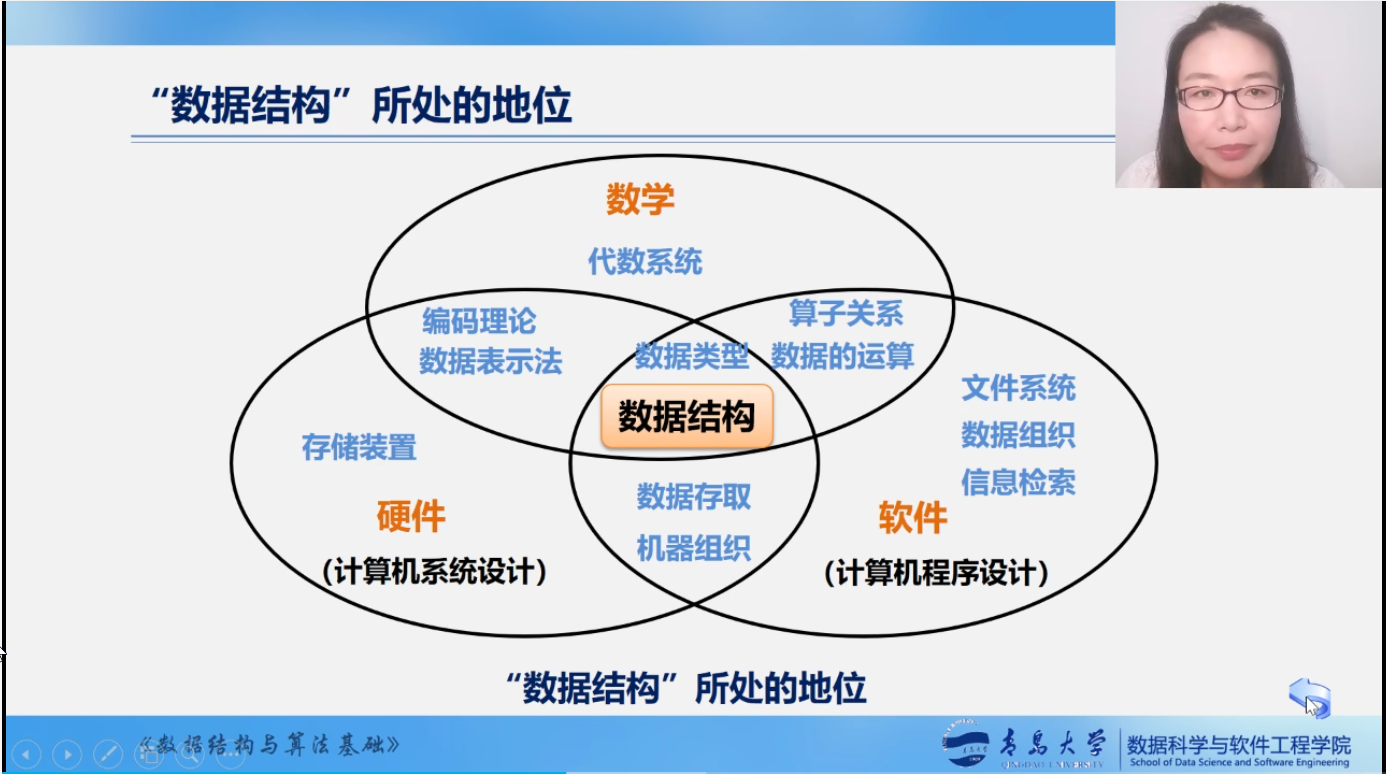 “数据结构”所处的地位
数学
代数系统
编码理论
数据表示法
算子关系
数据类型
数据的运算
数据结构
文件系统
数据组织
信息检索
存储装置
硬件
(计算机系统设计)
数据存取
机器组织
软件
(计算机程序设计)
“数据结构”所处的地位
《数据结构与算法基础》
青岛大学
QINGDAO UNIVERSITY
数据科学与软件工程学院
School of Data Science and Software Engineering